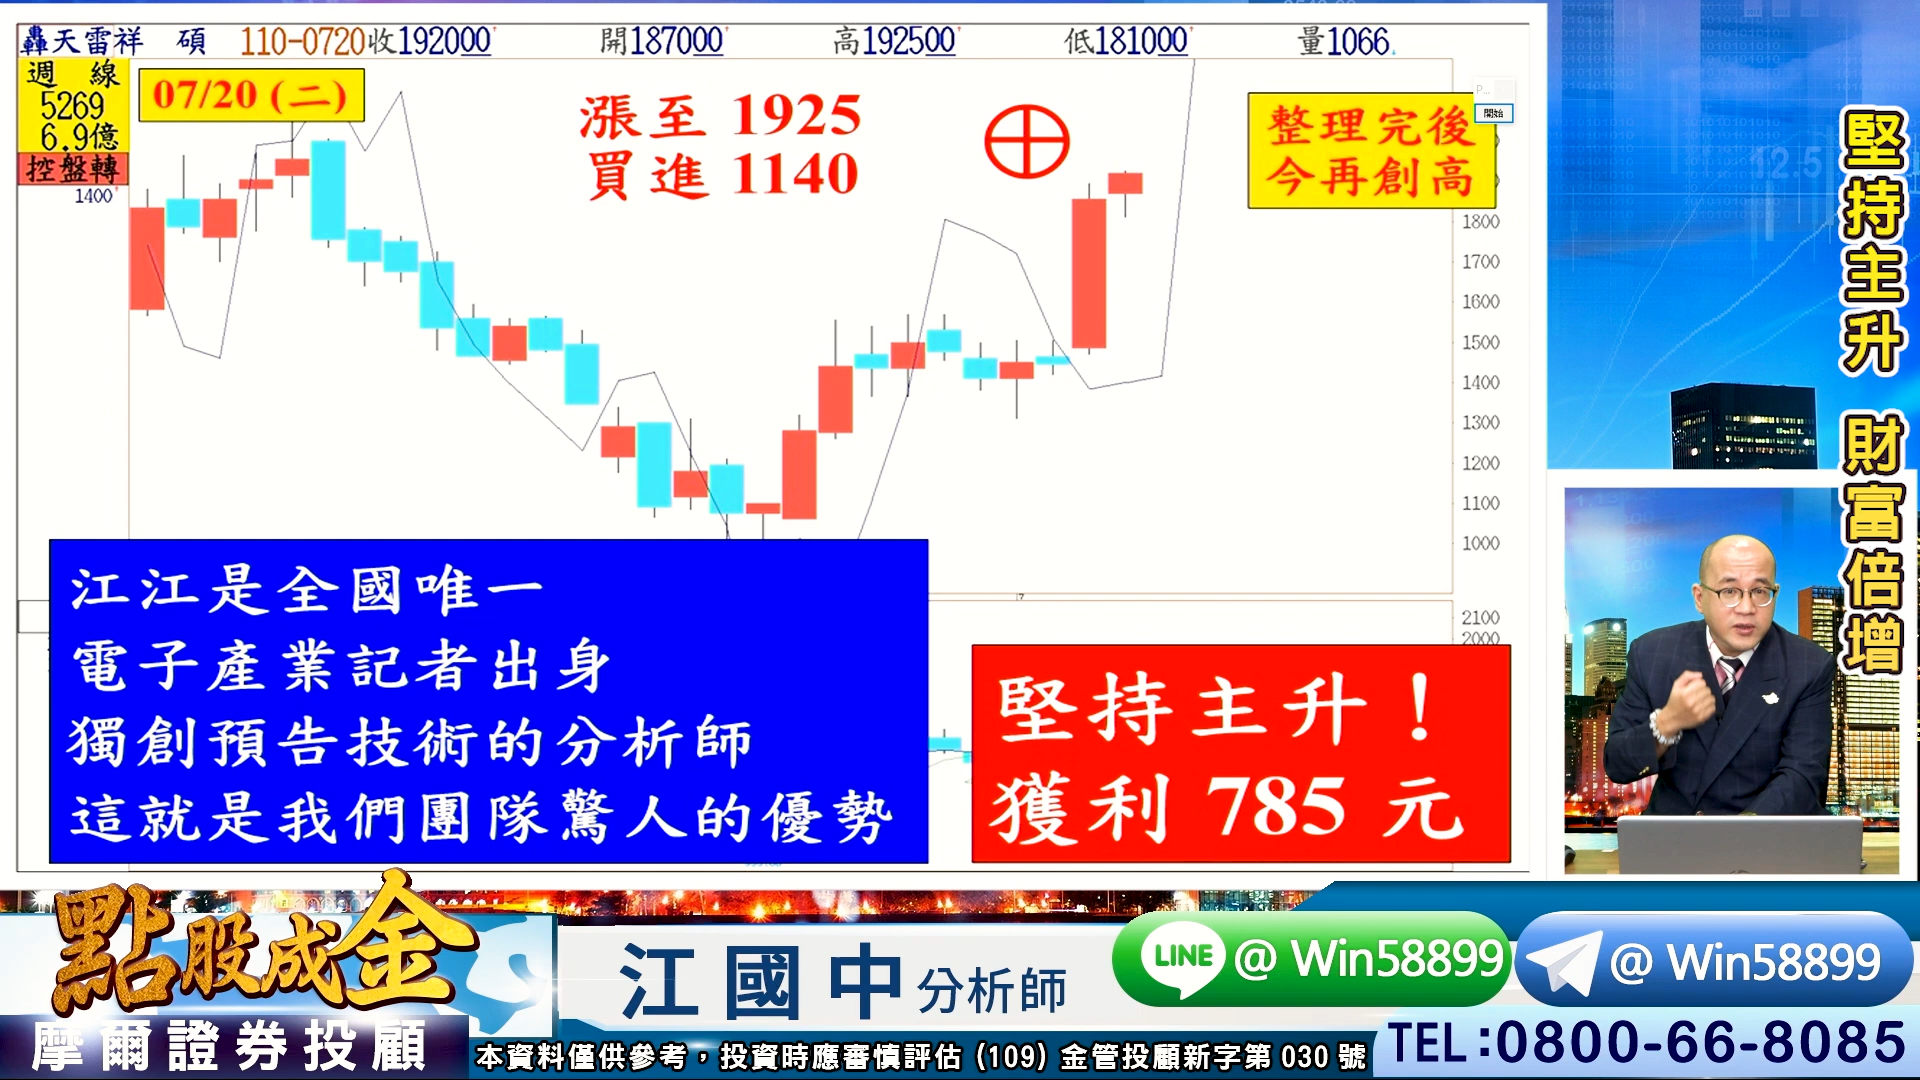 轟天雷祥 碩 110-0720收192000 開187000 高192500 低181000 量1066
週 線
5269
6.9億
控盤轉
1400
07/20 (二)
漲至 1925
買進 1140
整理完後
今再創高
開始
1800
1700
1600
1500
1400
1300
1200
1100
1000
7
2100
2000
江江是全國唯一
電子產業記者出身
獨創預告技術的分析師
這就是我們團隊驚人的優勢
堅持主升！
獲利 785 元
堅持主升 財富倍增
點股成金
摩爾證券投顧
江國中分析師
LINE @ Win58899
@ Win58899
TEL:0800-66-8085
本資料僅供參考，投資時應審慎評估 (109) 金管投顧新字第 030 號